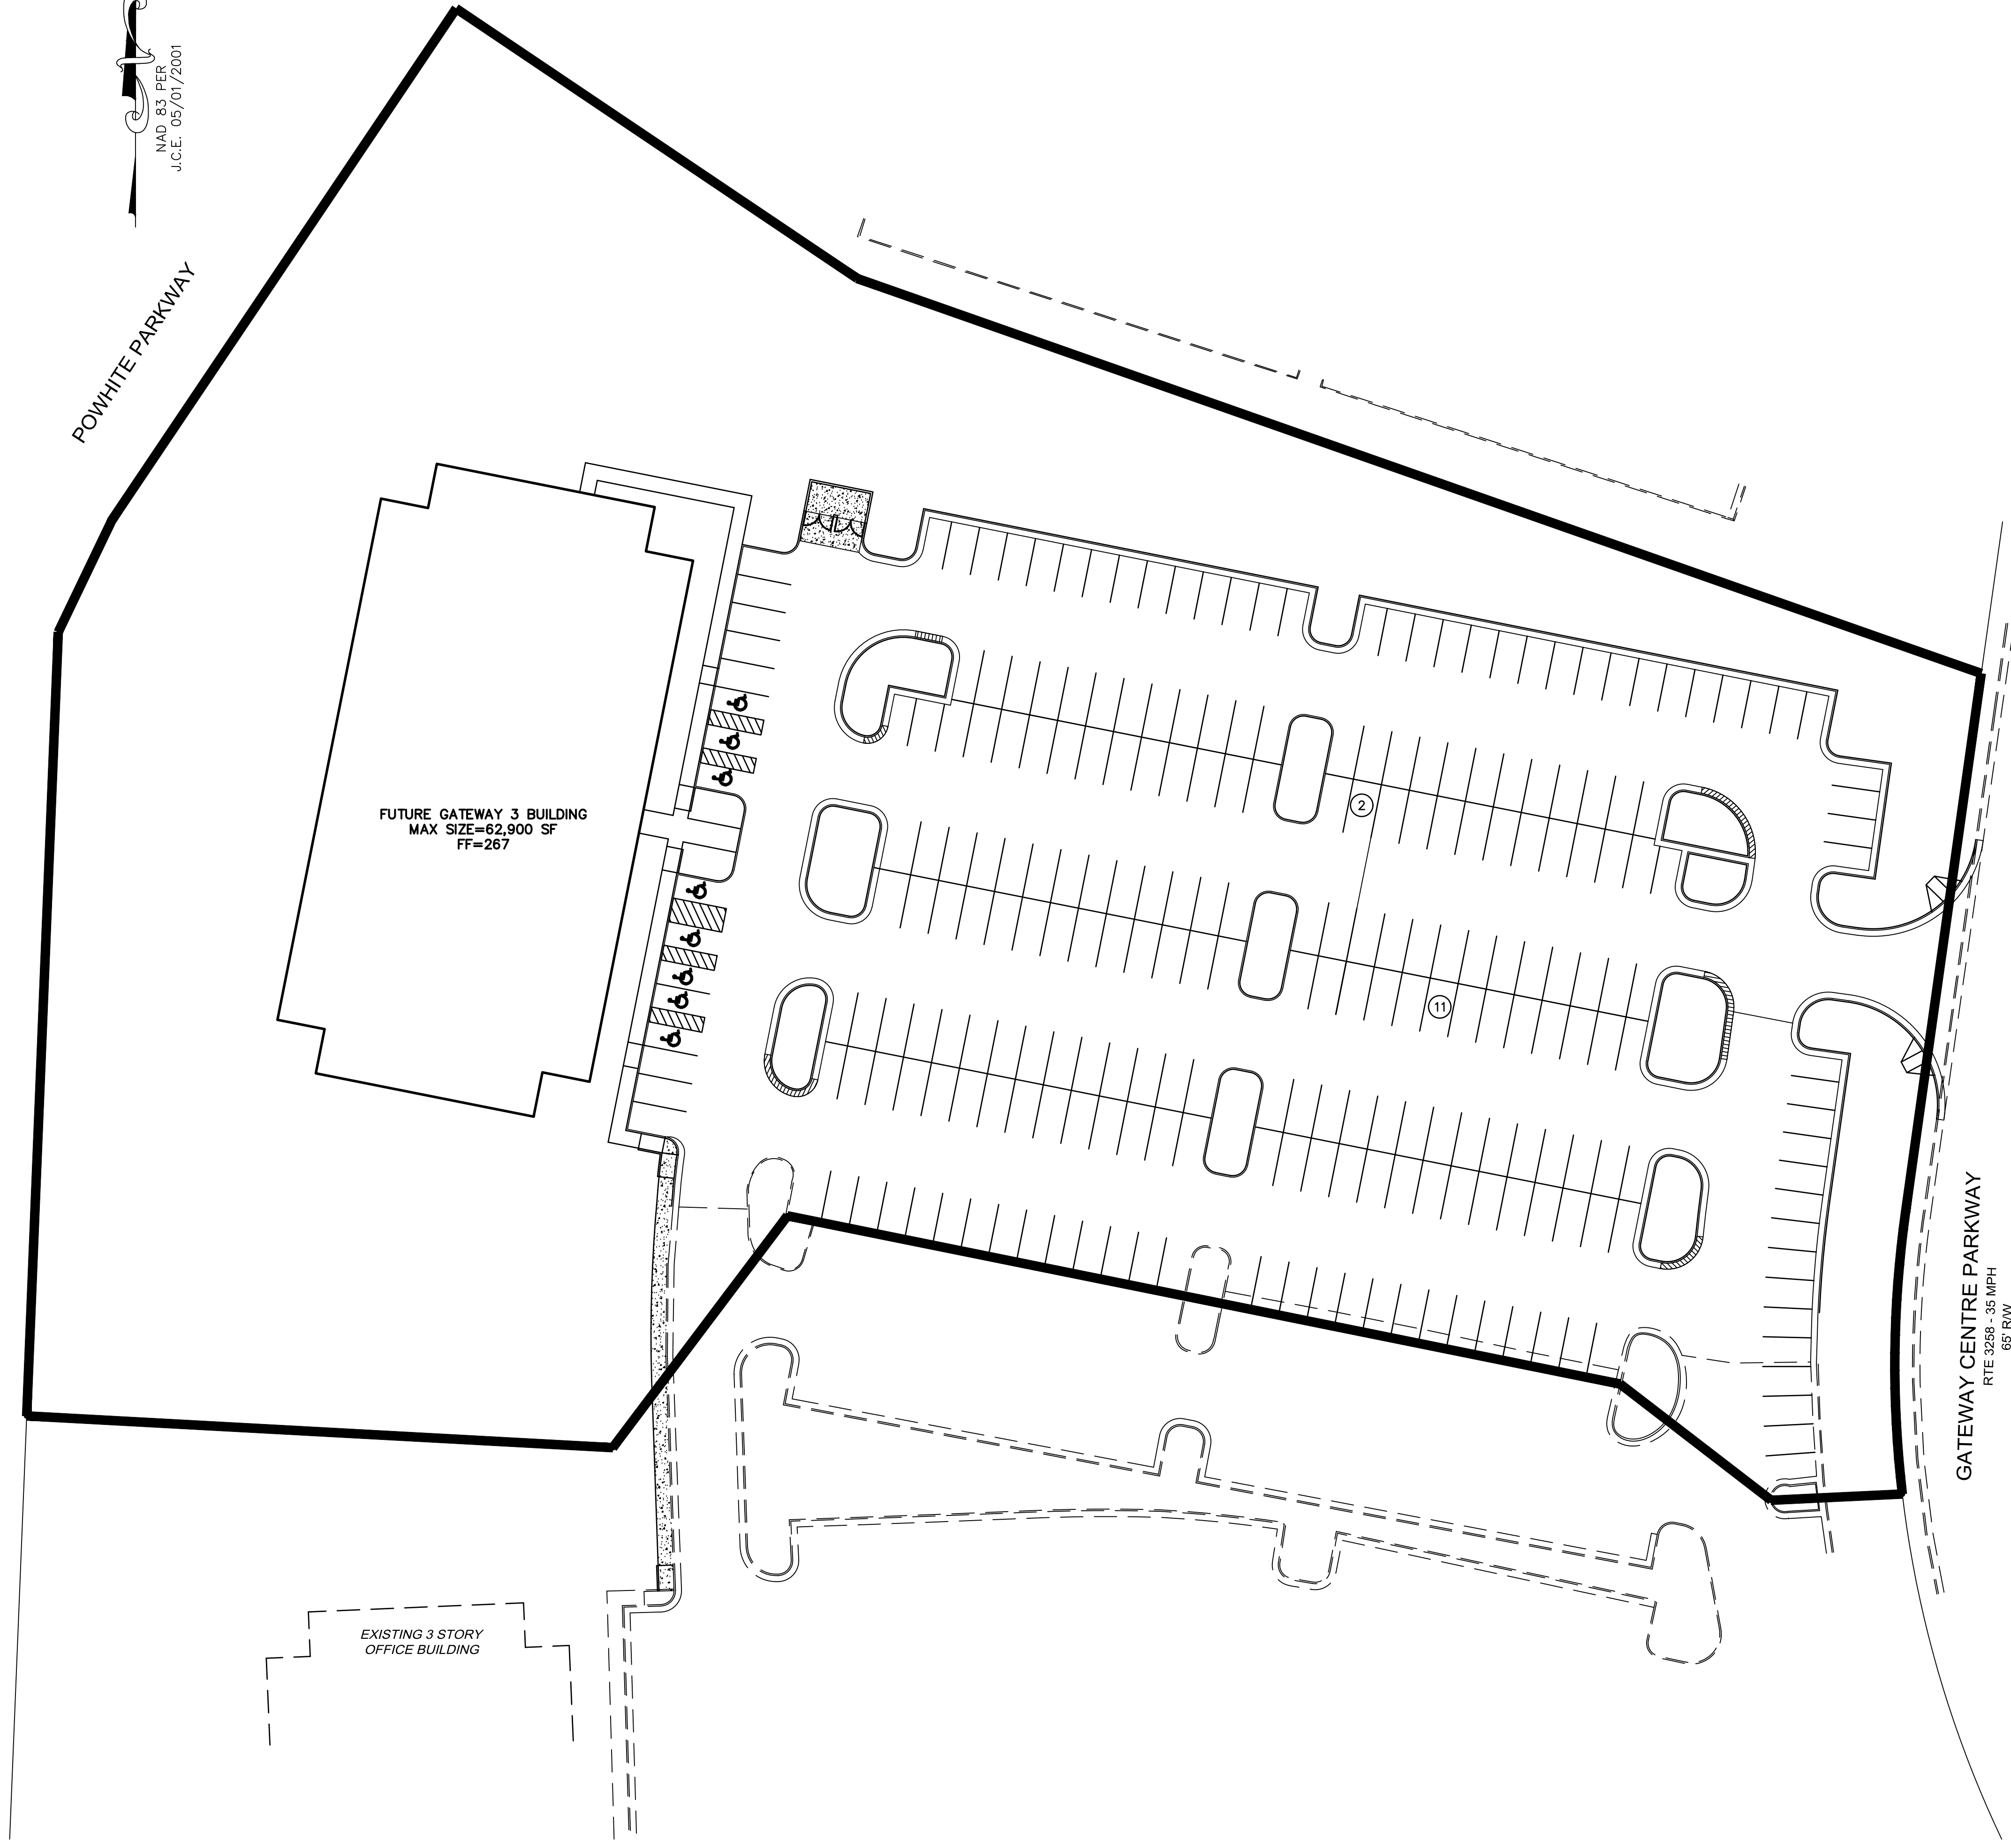 NAD 83 PER
J.C.E. 05/01/2001
POWHITE PARKWAY
FUTURE GATEWAY 3 BUILDING
MAX SIZE=62,900 SF
FF=267
2
11
GATEWAY CENTRE PARKWAY
RTE 3258 - 35 MPH
65' R/W
EXISTING 3 STORY
OFFICE BUILDING